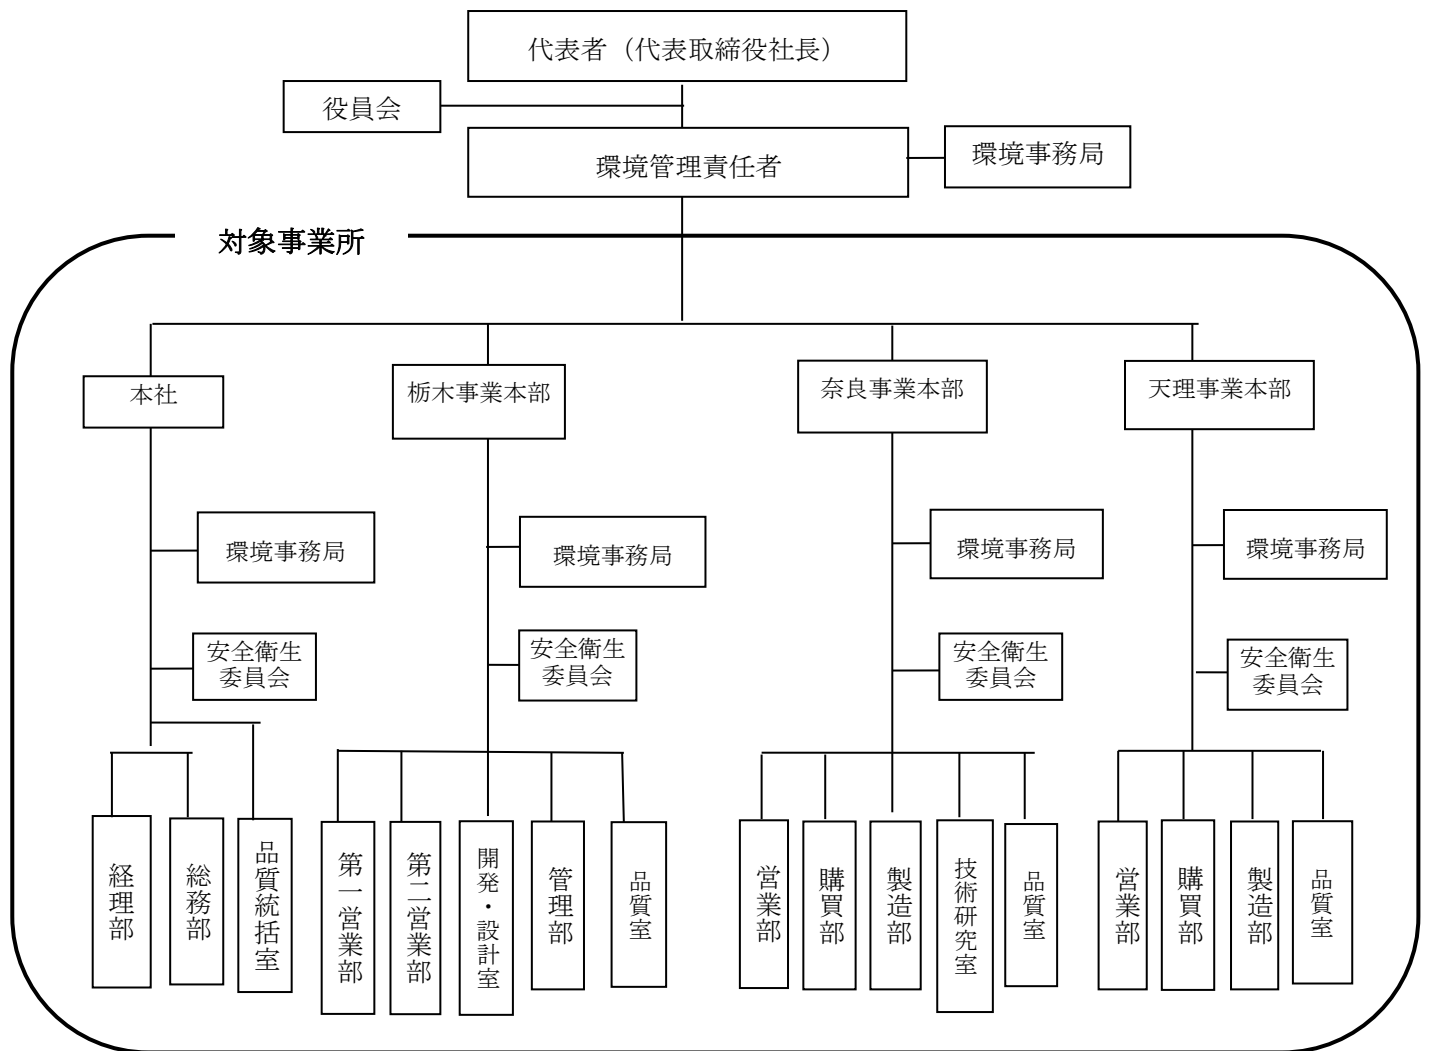 代表者（代表取締役社長）
役員会
環境管理責任者
環境事務局
対象事業所
本社
栃木事業本部
奈良事業本部
天理事業本部
環境事務局
環境事務局
環境事務局
環境事務局
安全衛生
委員会
安全衛生
委員会
安全衛生
委員会
安全衛生
委員会
経理部
総務部
品質統括室
第一営業部
第二営業部
開発・設計室
管理部
品質室
営業部
購買部
製造部
技術研究室
品質室
営業部
購買部
製造部
品質室